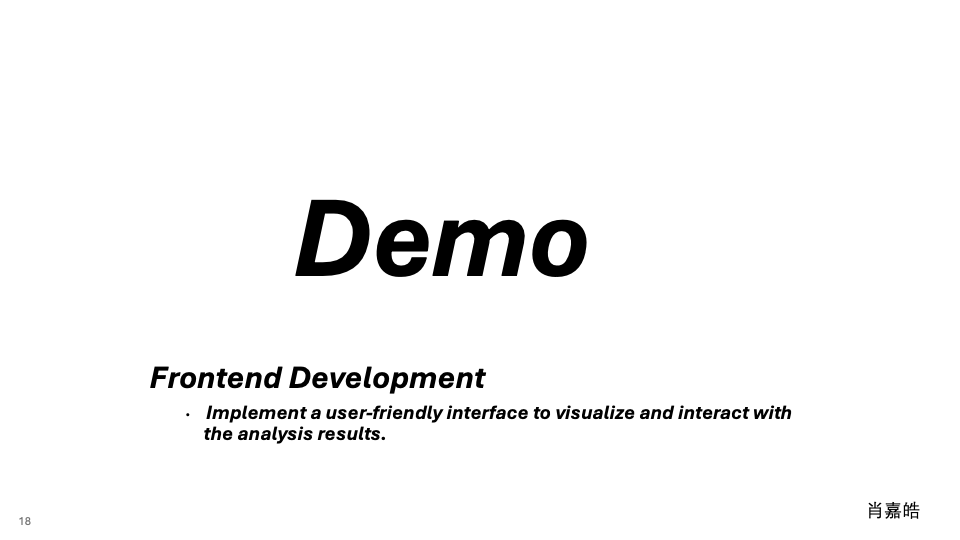 Demo
Frontend Development
• Implement a user-friendly interface to visualize and interact with
the analysis results.
18
肖嘉皓